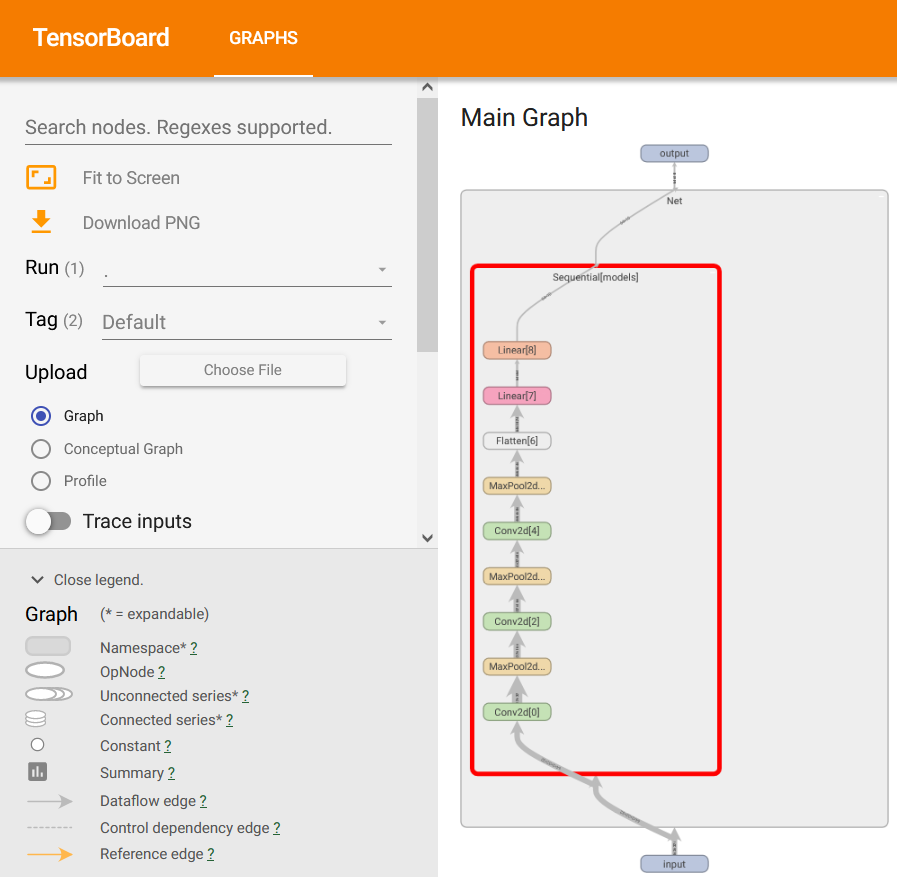 TensorBoard GRAPHS
Search nodes. Regexes supported.
Fit to Screen
Download PNG
Run (1) .
Tag (2) Default
Upload Choose File
Graph
Conceptual Graph
Profile
Trace inputs
Close legend.
Graph (* = expandable)
Namespace* ?
OpNode ?
Unconnected series* ?
Connected series* ?
Constant ?
Summary ?
Dataflow edge ?
Control dependency edge ?
Reference edge ?
Main Graph
output
Net
Sequential[models]
Linear[8]
Linear[7]
Flatten[6]
MaxPool2d...
Conv2d[4]
MaxPool2d...
Conv2d[2]
MaxPool2d...
Conv2d[0]
input